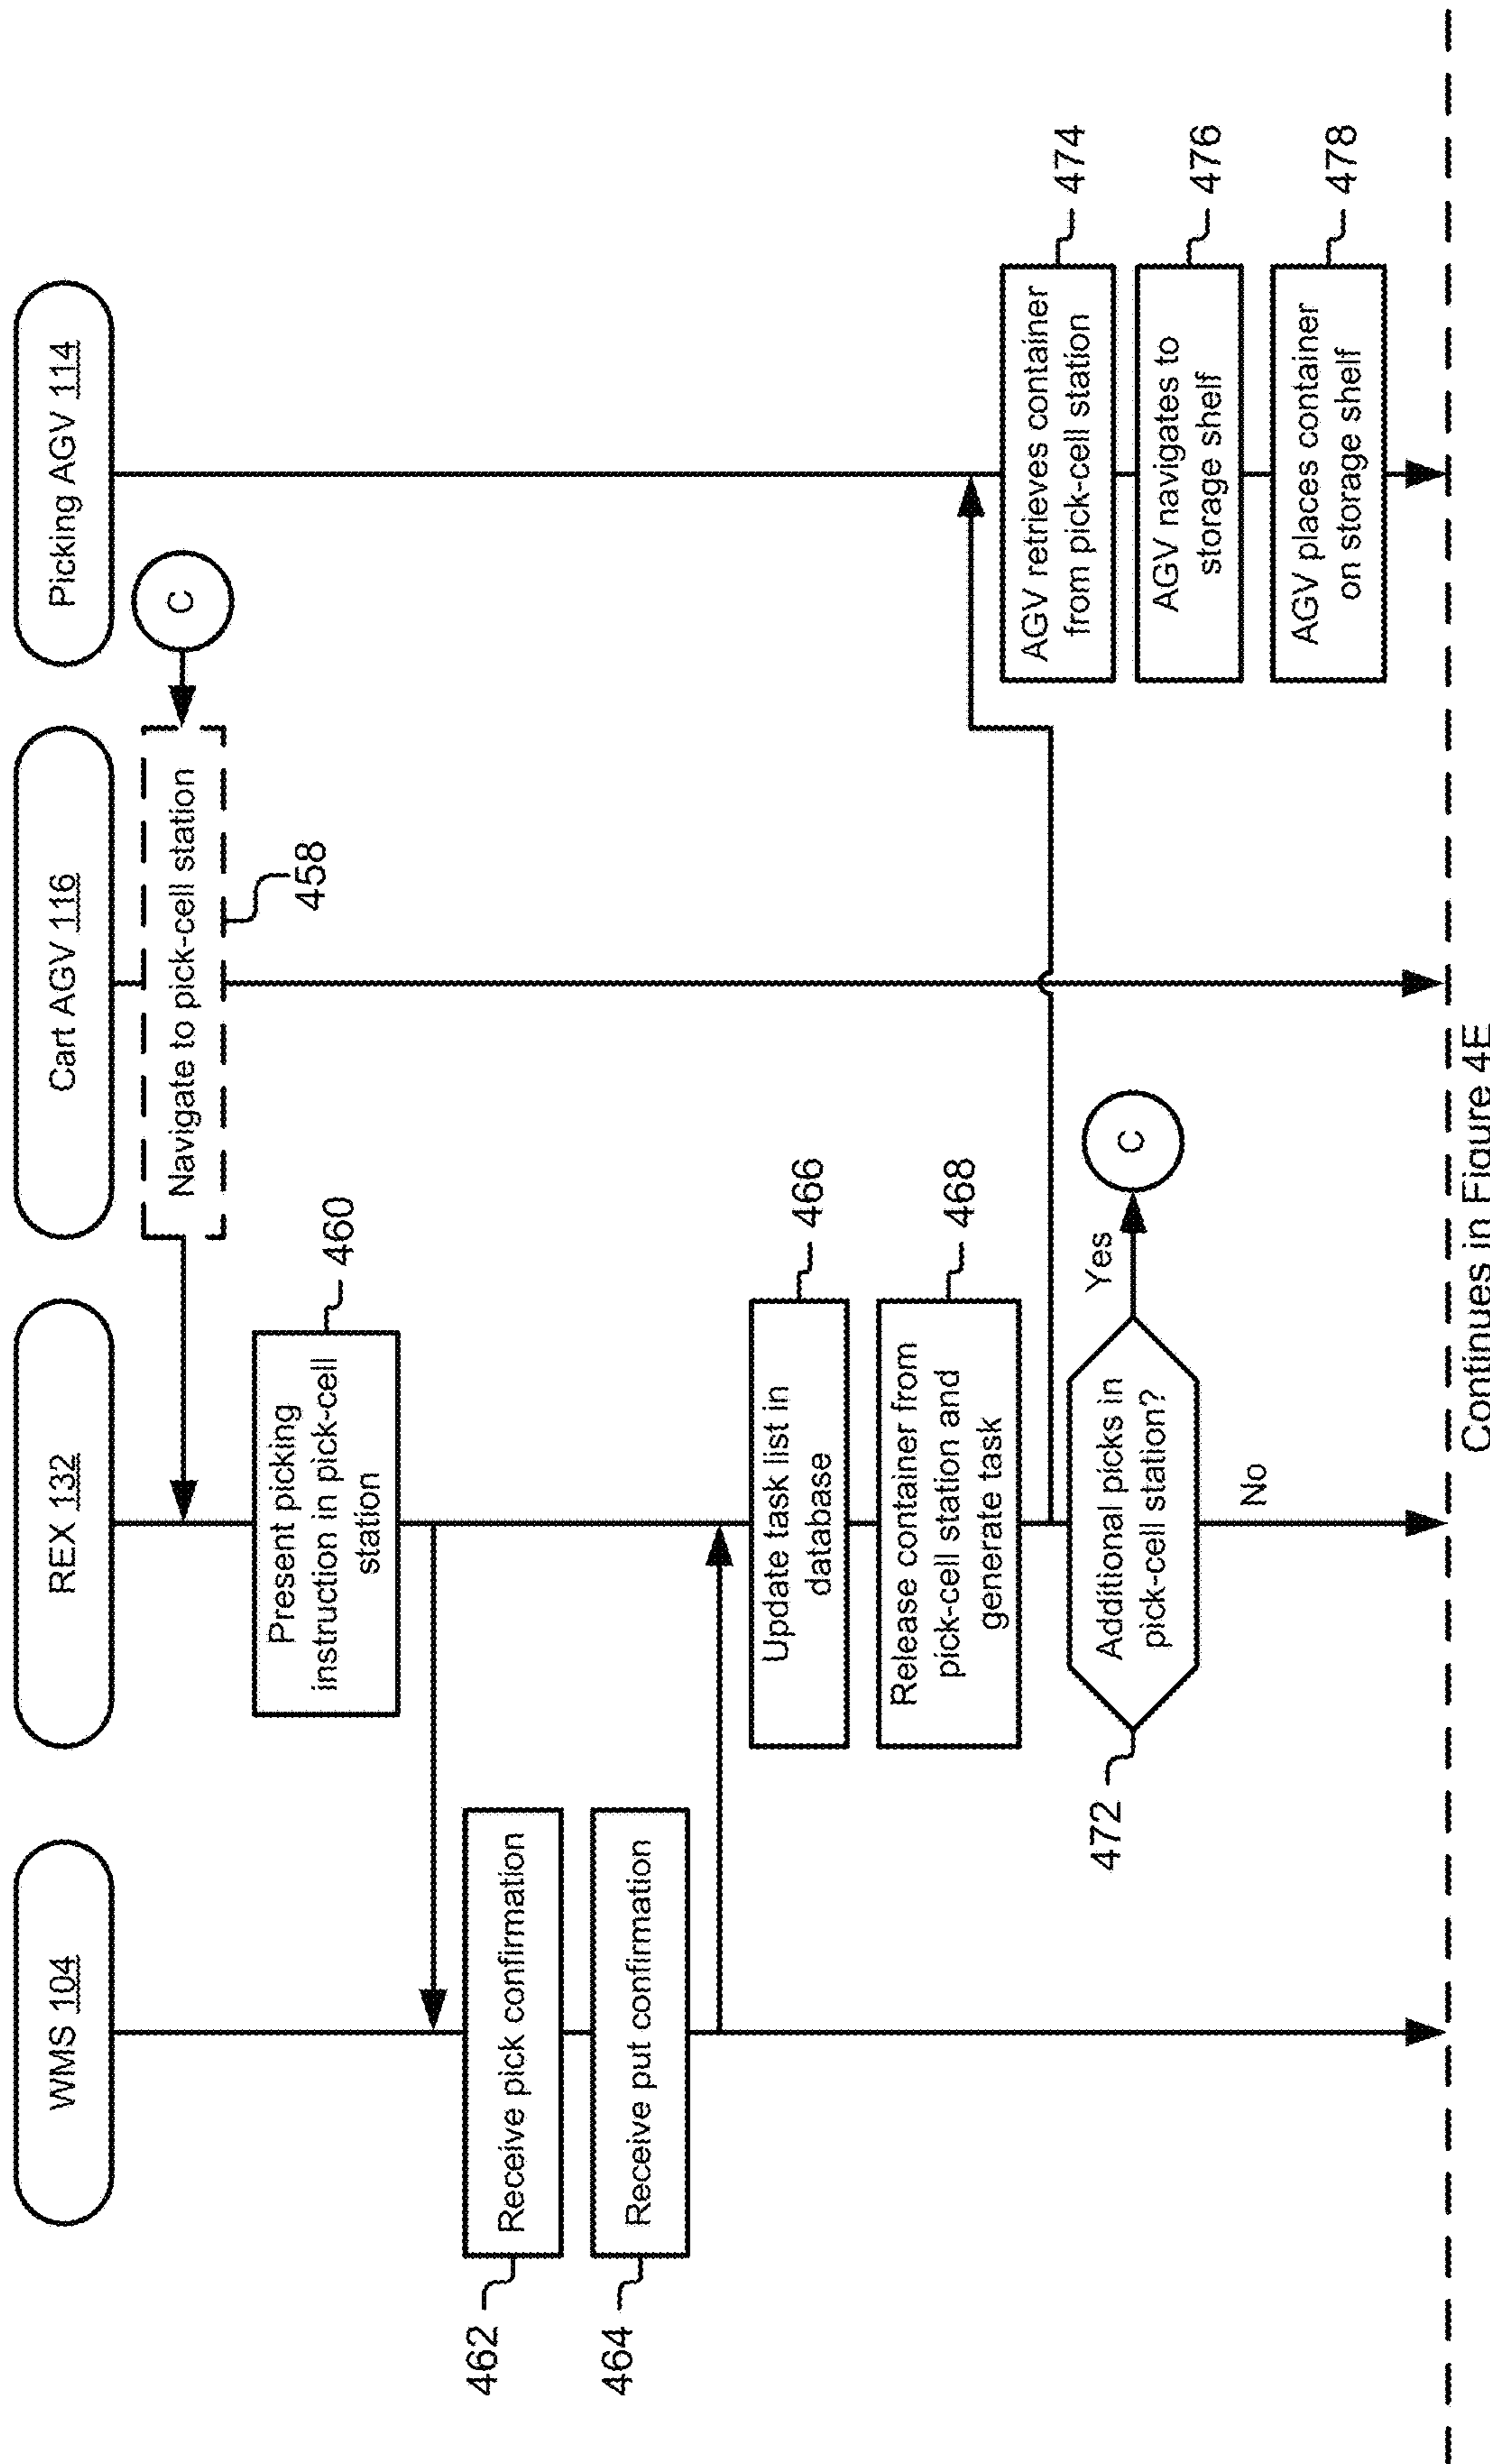 WMS 104
REX 132
Cart AGV 116
Picking AGV 114
Navigate to pick-cell station
C
458
Present picking
instruction in pick-cell
station
460
462
Receive pick confirmation
464
Receive put confirmation
Update task list in
database
466
Release container from
pick-cell station and
generate task
468
AGV retrieves container
from pick-cell station
474
472
Additional picks in
pick-cell station?
Yes
C
No
AGV navigates to
storage shelf
476
AGV places container
on storage shelf
478
Continues in Figure 4E